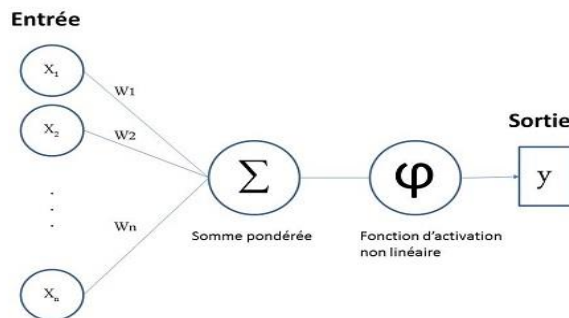 Entrée
X1
W1
X2
W2
Sortie
Σ
φ
y
. . .
Wn
Somme pondérée
Fonction d'activation
non linéaire
Xn